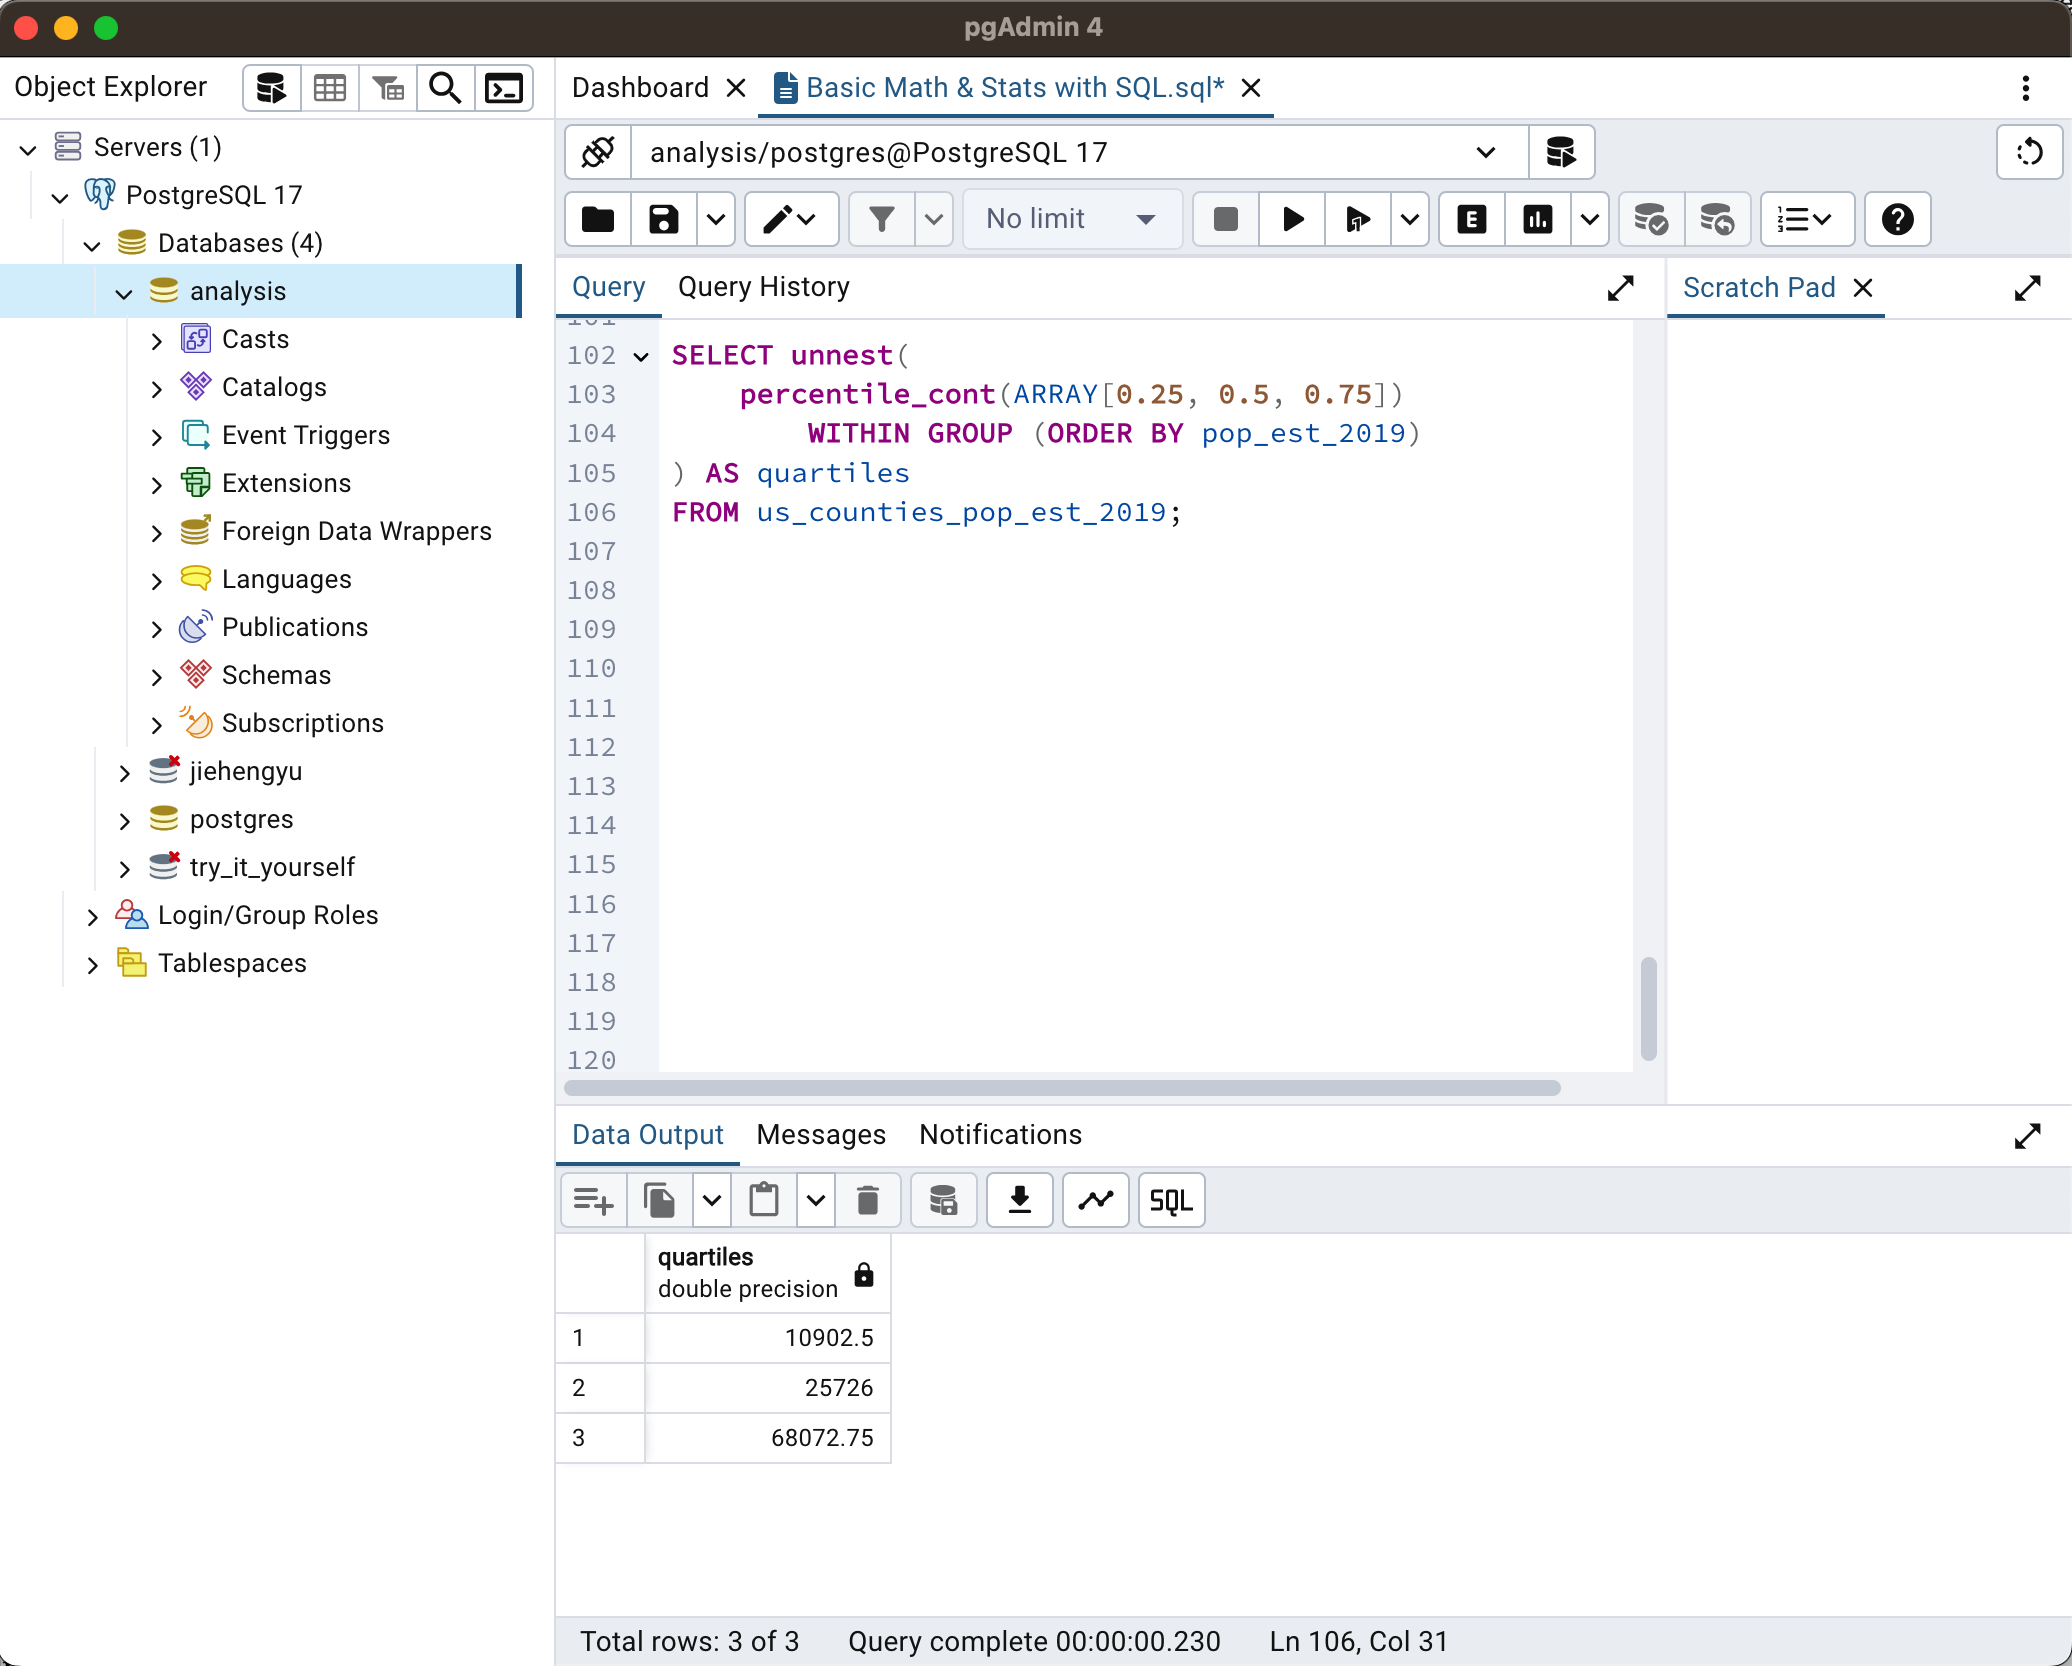 pgAdmin 4
Object Explorer
Dashboard
Basic Math & Stats with SQL.sql*
Servers (1)
PostgreSQL 17
Databases (4)
analysis
Casts
Catalogs
Event Triggers
Extensions
Foreign Data Wrappers
Languages
Publications
Schemas
Subscriptions
jiehengyu
postgres
try_it_yourself
Login/Group Roles
Tablespaces
analysis/postgres@PostgreSQL 17
No limit
E
Query
Query History
Scratch Pad
101
102 SELECT unnest(
103 percentile_cont(ARRAY[0.25, 0.5, 0.75])
104 WITHIN GROUP (ORDER BY pop_est_2019)
105 ) AS quartiles
106 FROM us_counties_pop_est_2019;
107
108
109
110
111
112
113
114
115
116
117
118
119
120
Data Output
Messages
Notifications
SQL
quartiles
double precision
1 10902.5
2 25726
3 68072.75
Total rows: 3 of 3
Query complete 00:00:00.230
Ln 106, Col 31